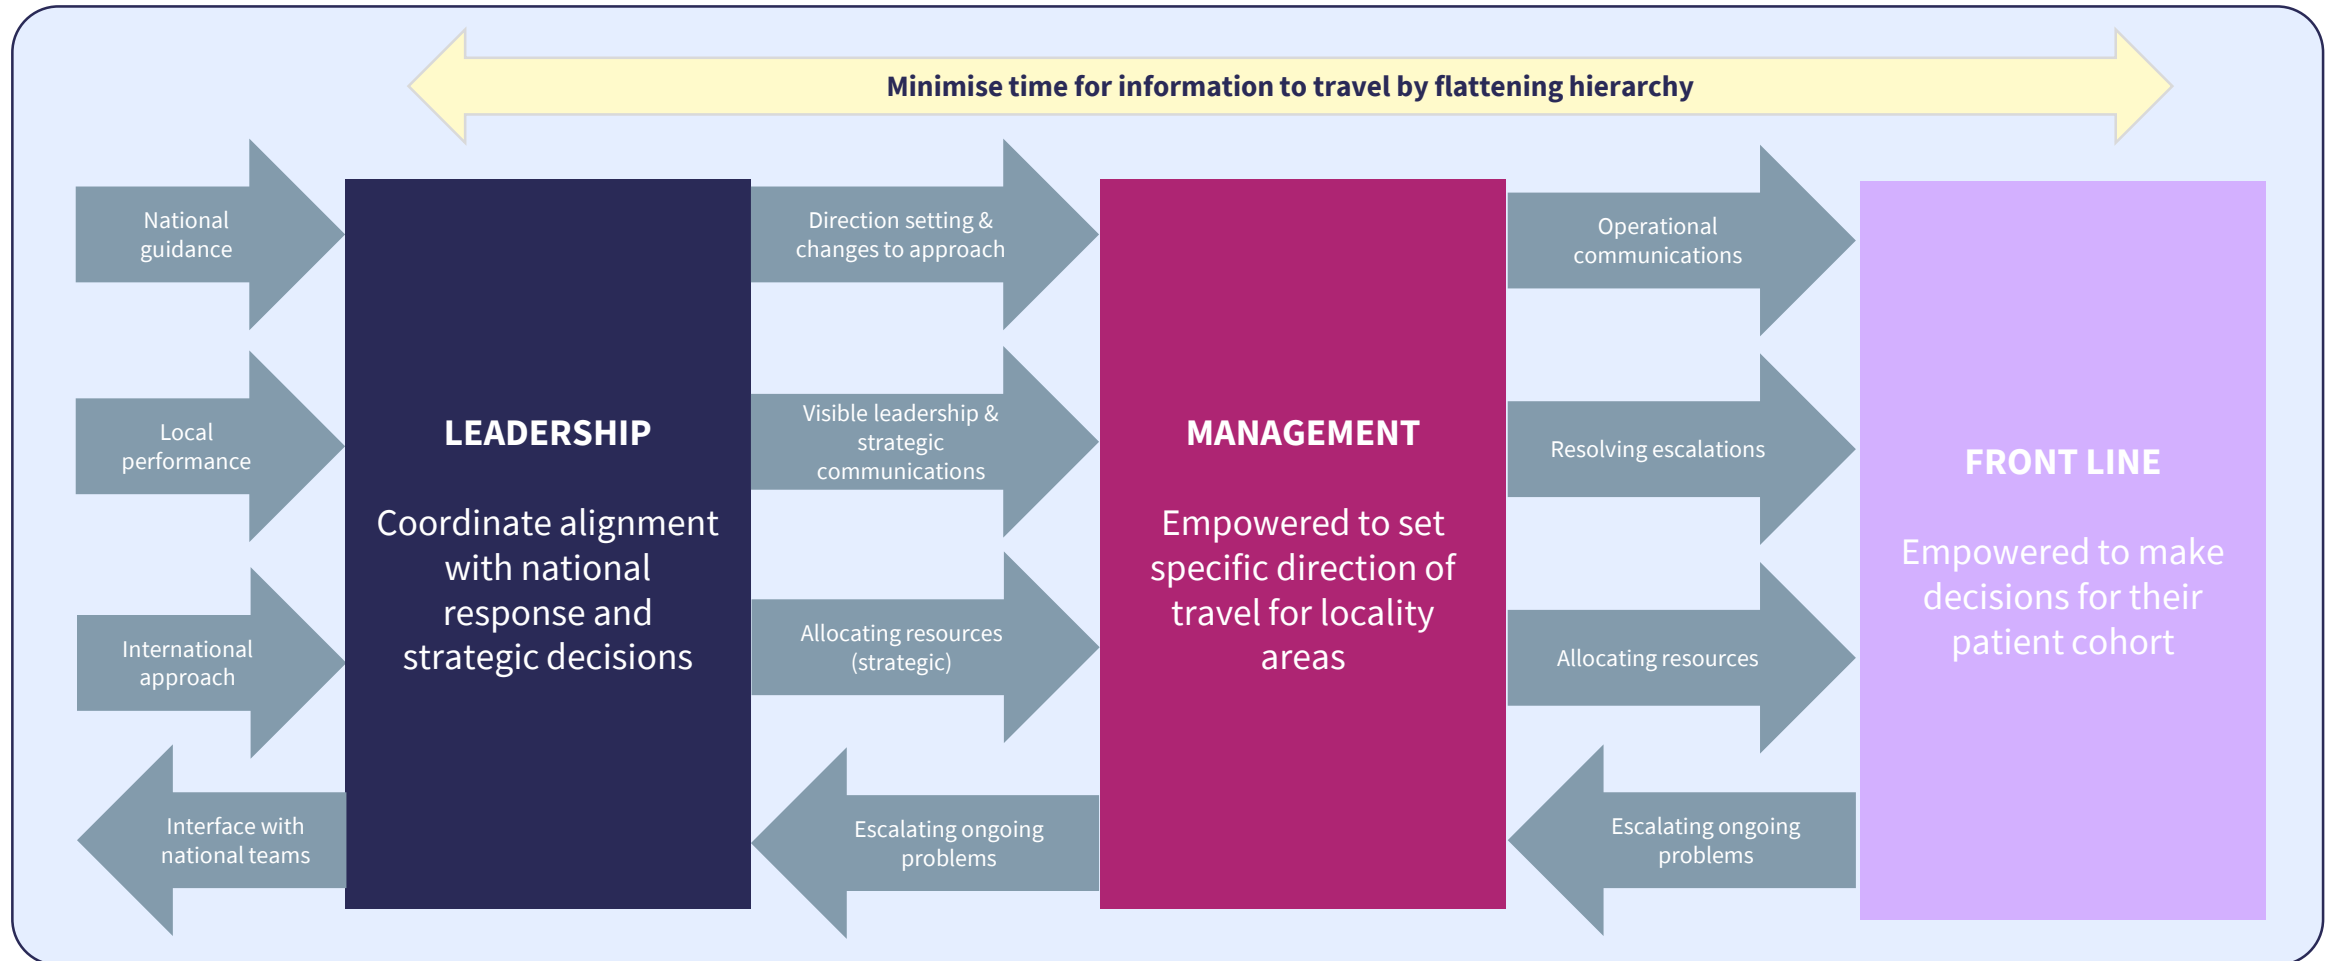 Minimise time for information to travel by flattening hierarchy
National
guidance
Local
performance
International
approach
Interface with
national teams
LEADERSHIP
Coordinate alignment
with national
response and
strategic decisions
Direction setting &
changes to approach
Visible leadership &
strategic
communications
Allocating resources
(strategic)
Escalating ongoing
problems
MANAGEMENT
Empowered to set
specific direction of
travel for locality
areas
Operational
communications
Resolving escalations
Allocating resources
Escalating ongoing
problems
FRONT LINE
Empowered to make
decisions for their
patient cohort